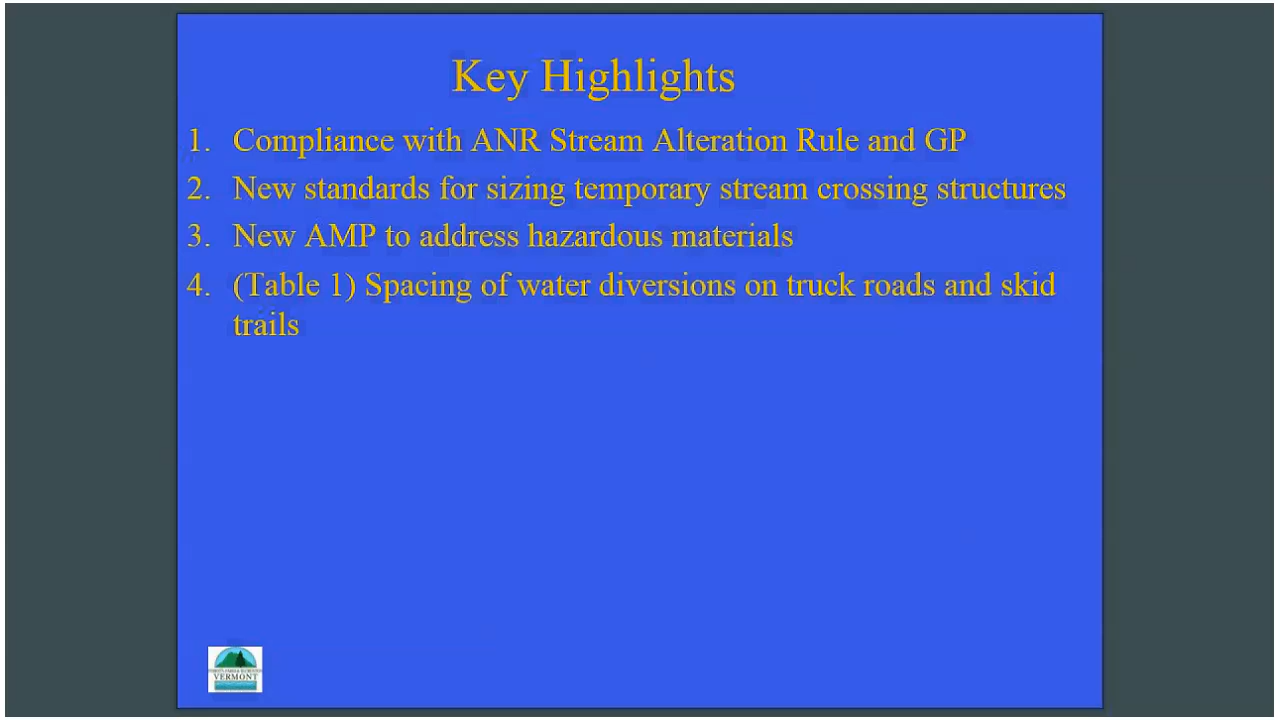 Key Highlights
1. Compliance with ANR Stream Alteration Rule and GP
2. New standards for sizing temporary stream crossing structures
3. New AMP to address hazardous materials
4. (Table 1) Spacing of water diversions on truck roads and skid
trails
VERMONT